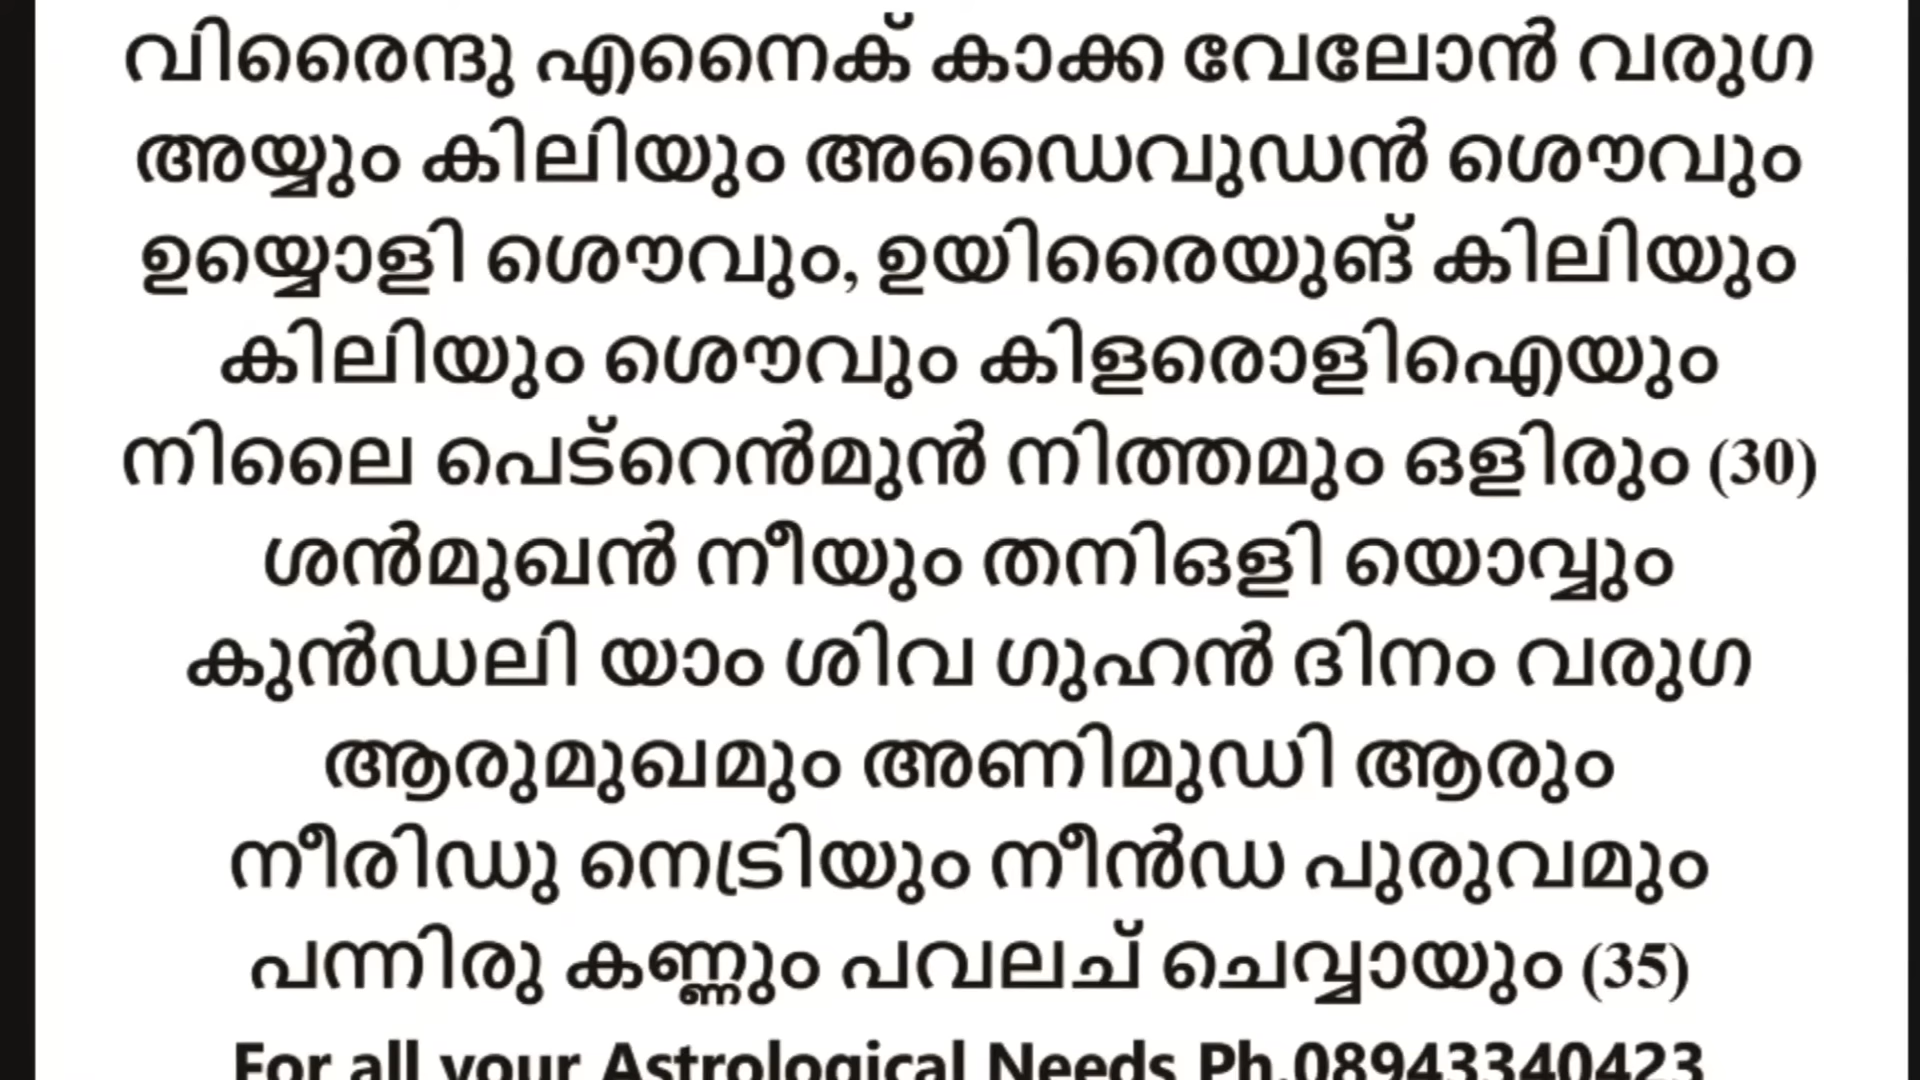 വിരൈന്ദു എനൈക് കാക്ക വേലോൻ വരുഗ
അയ്യും കിലിയും അഡൈവുഡൻ ശൌവും
ഉയ്യൊളി ശൌവും, ഉയിരൈയുങ് കിലിയും
കിലിയും ശൌവും കിളരൊളിഐയും
നിലൈ പെട്റെൻമുൻ നിത്തമും ഒളിരും (30)
ശൻമുഖൻ നീയും തനിഒളി യൊവ്വും
കുൻഡലി യാം ശിവ ഗുഹൻ ദിനം വരുഗ
ആരുമുഖമും അണിമുഡി ആരും
നീരിഡു നെട്രിയും നീൻഡ പുരുവമും
പന്നിരു കണ്ണും പവലച് ചെവ്വായും (35)
For all your Astrological Needs Ph.08943340423